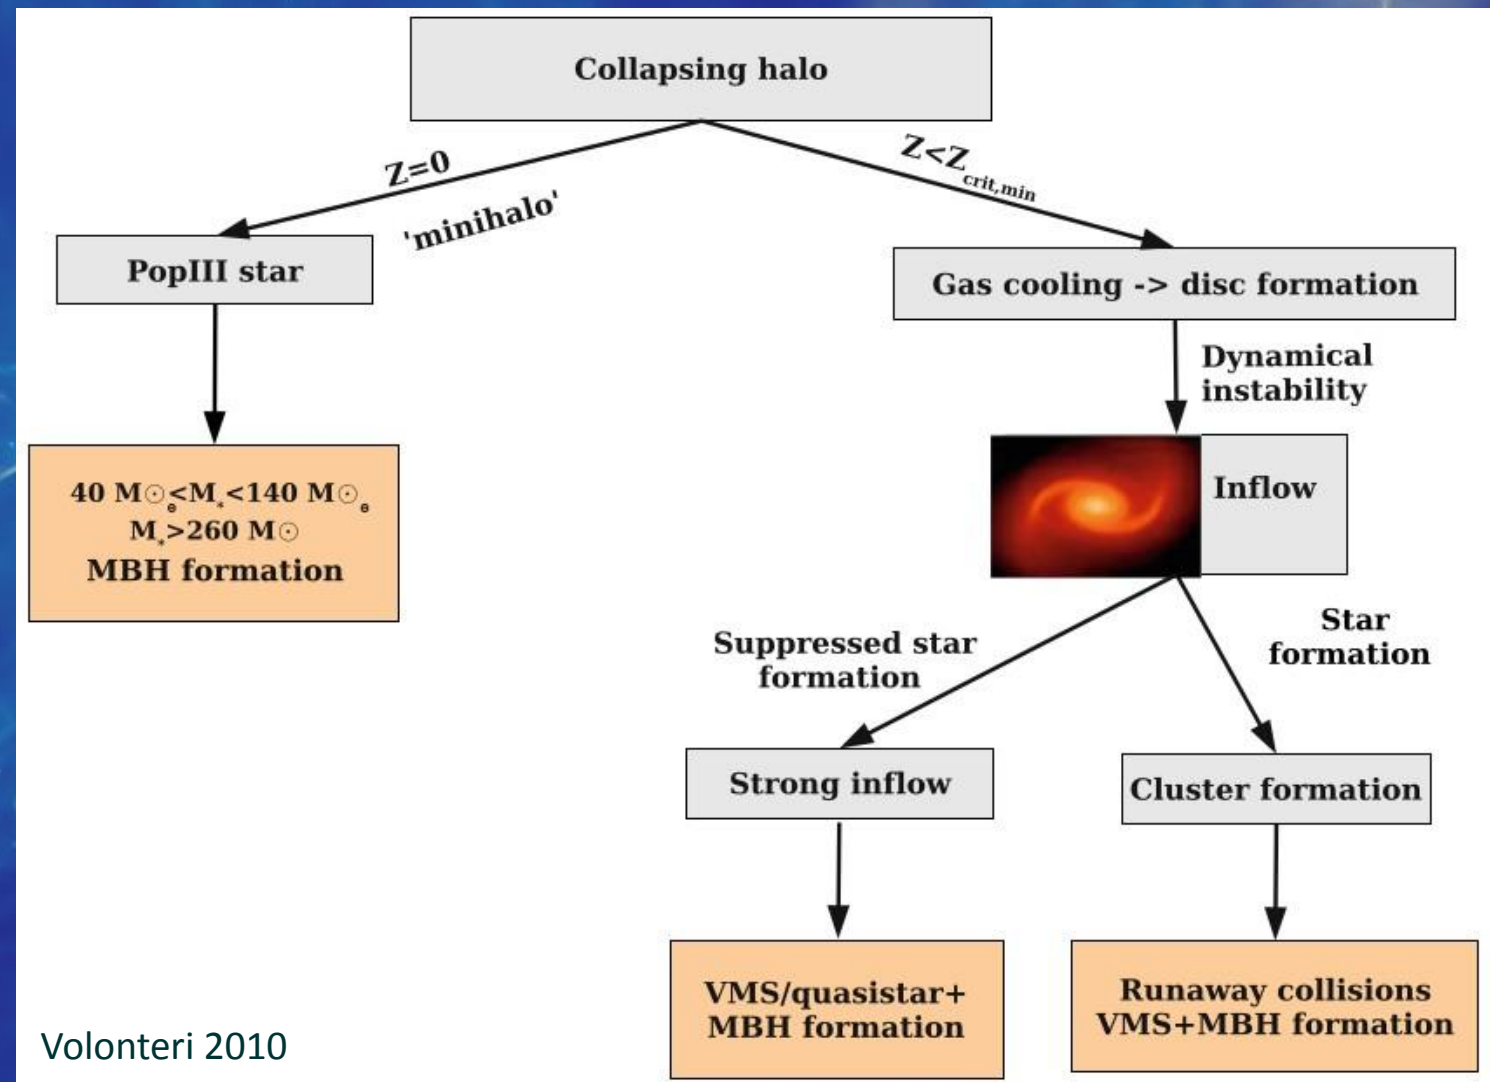 Collapsing halo
Z=0
'minihalo'
Z<Z_crit,min
PopIII star
Gas cooling -> disc formation
Dynamical
instability
40 M☉ₑ<M*<140 M☉ₑ
M*>260 M☉
MBH formation
Inflow
Suppressed star
formation
Star
formation
Strong inflow
Cluster formation
VMS/quasistar+
MBH formation
Runaway collisions
VMS+MBH formation
Volonteri 2010